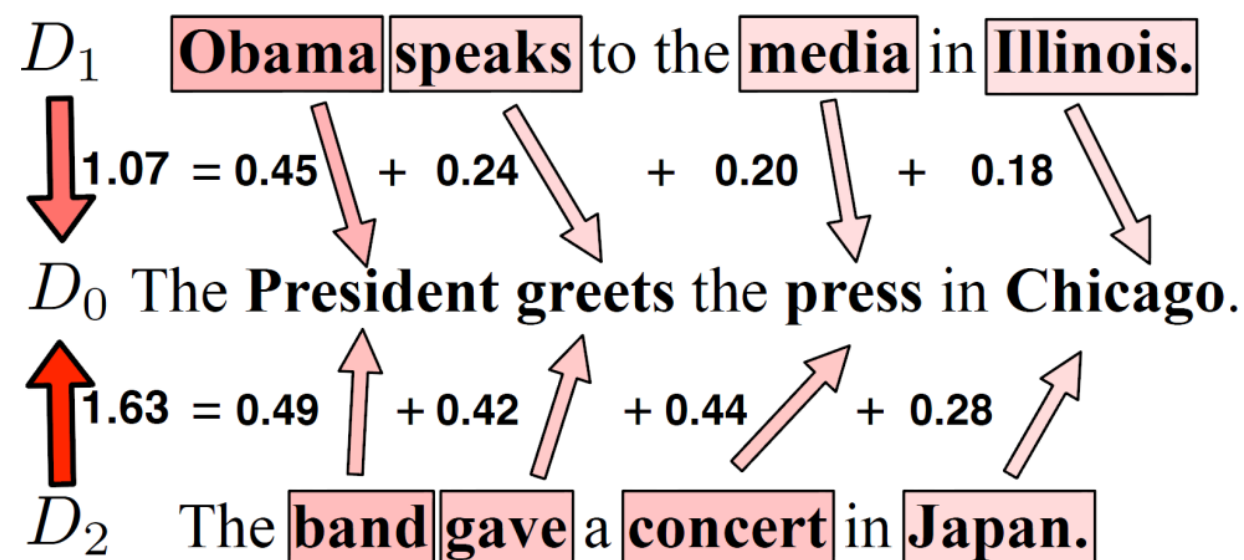 D₁ Obama speaks to the media in Illinois.
1.07 = 0.45 + 0.24 + 0.20 + 0.18
D₀ The President greets the press in Chicago.
1.63 = 0.49 + 0.42 + 0.44 + 0.28
D₂ The band gave a concert in Japan.